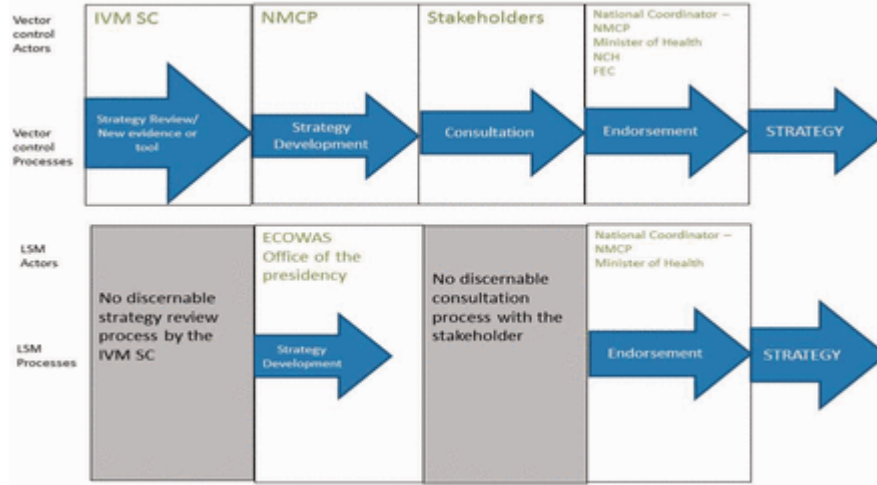 Vector
control
Actors
IVM SC
NMCP
Stakeholders
National Coordinator –
NMCP
Minister of Health
NCH
FEC
Vector
control
Processes
Strategy Review/
New evidence or
tool
Strategy
Development
Consultation
Endorsement
STRATEGY
LSM
Actors
ECOWAS
Office of the
presidency
National Coordinator –
NMCP
Minister of Health
No discernable
strategy review
process by the
IVM SC
No discernable
consultation
process with the
stakeholder
LSM
Processes
Strategy
Development
Endorsement
STRATEGY